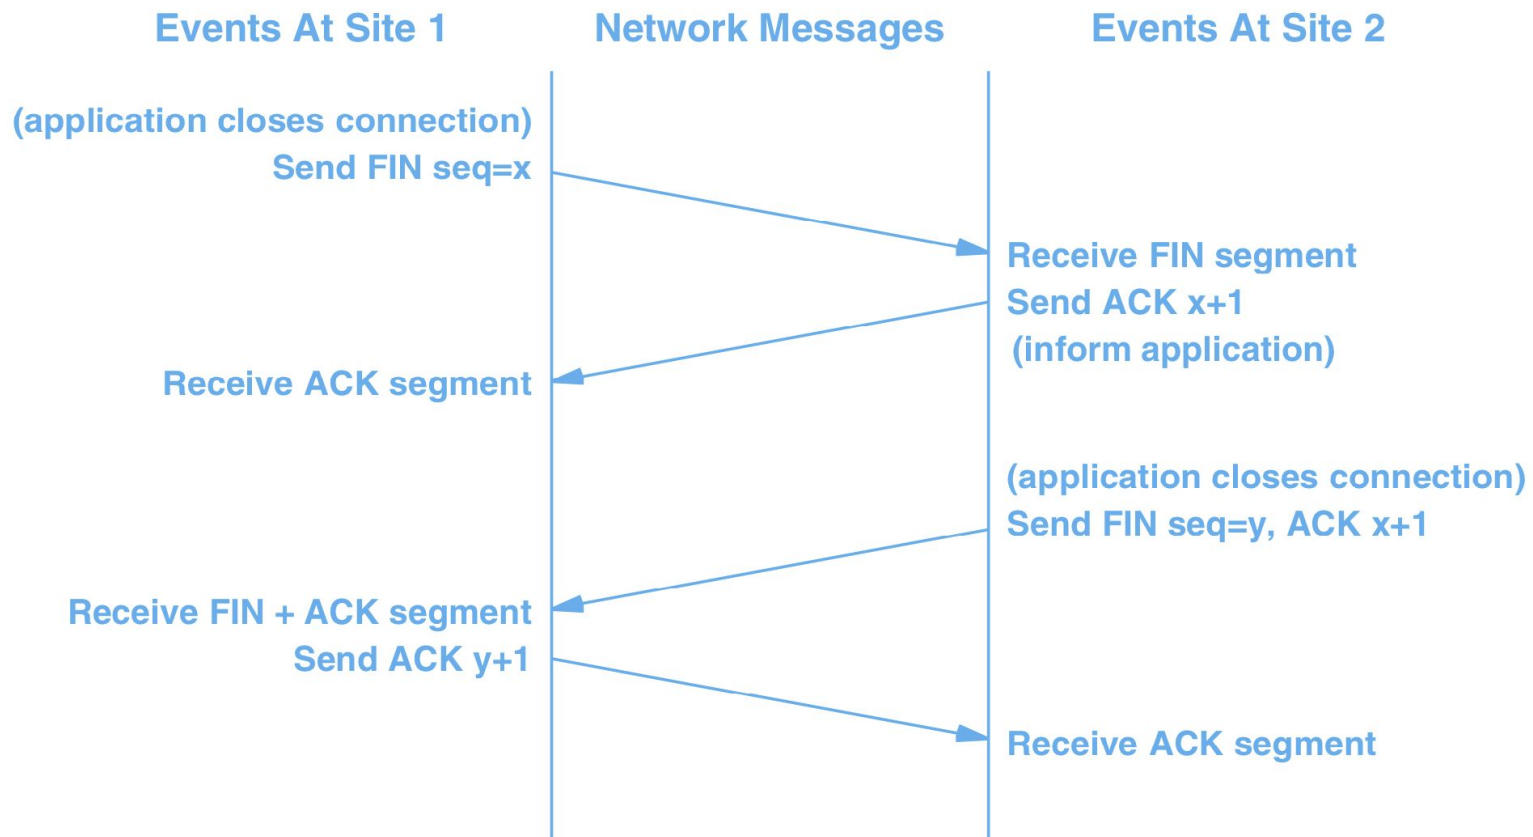 Events At Site 1
Network Messages
Events At Site 2
(application closes connection)
Send FIN seq=x
Receive FIN segment
Send ACK x+1
(inform application)
Receive ACK segment
(application closes connection)
Send FIN seq=y, ACK x+1
Receive FIN + ACK segment
Send ACK y+1
Receive ACK segment